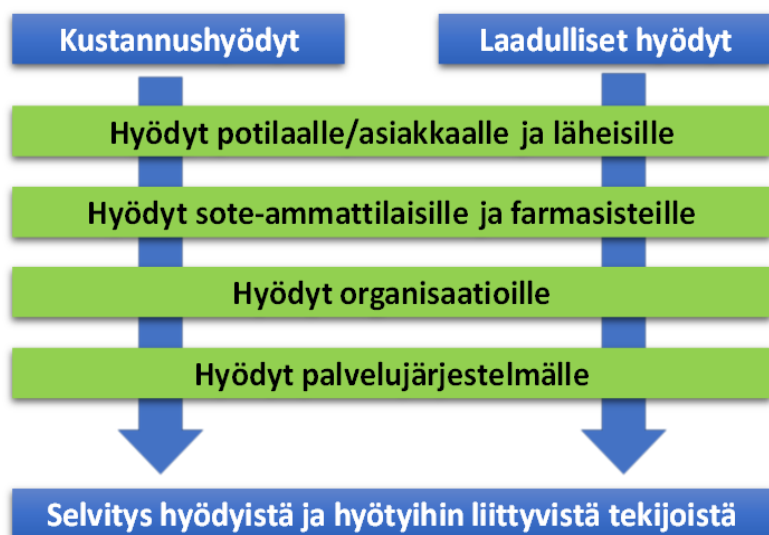 Kustannushyödyt
Laadulliset hyödyt
Hyödyt potilaalle/asiakkaalle ja läheisille
Hyödyt sote-ammattilaisille ja farmasisteille
Hyödyt organisaatioille
Hyödyt palvelujärjestelmälle
Selvitys hyödyistä ja hyötyihin liittyvistä tekijoistä